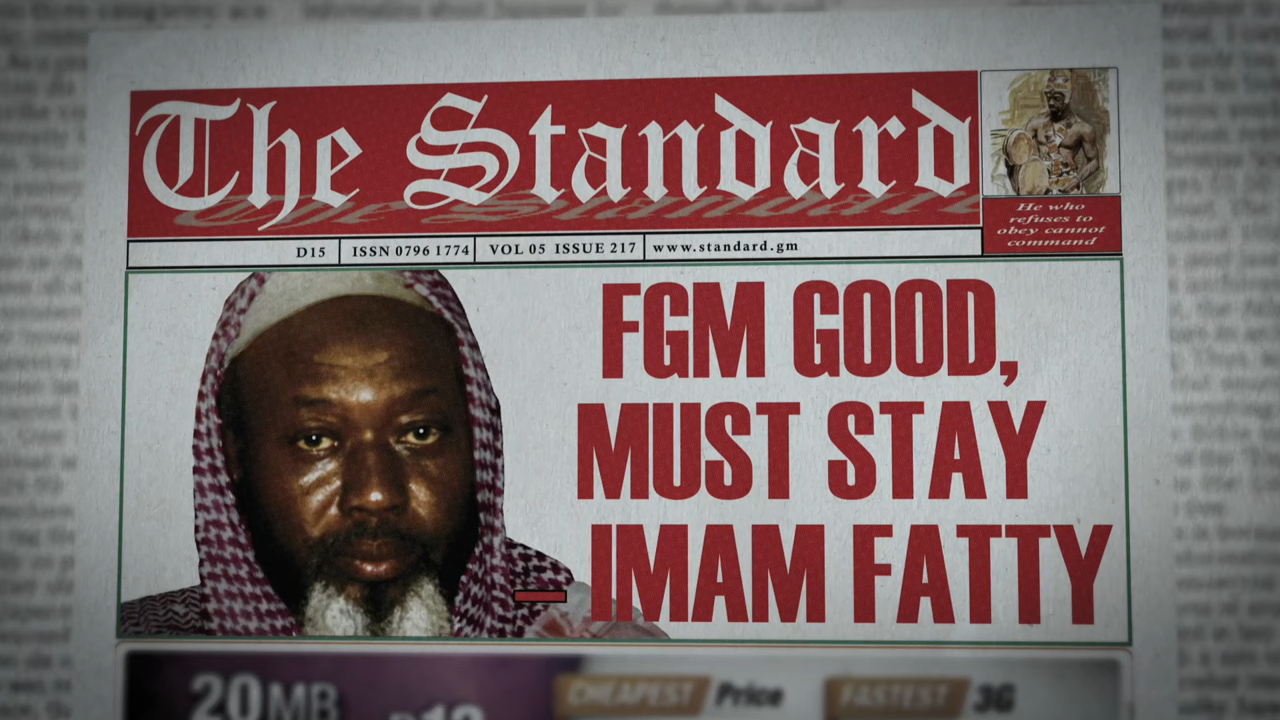 The Standard
He who
refuses to
obey cannot
command
D15 ISSN 0796 1774 VOL 05 ISSUE 217 www.standard.gm
FGM GOOD,
MUST STAY
- IMAM FATTY
20MB D12 CHEAPEST Price FASTEST 3G